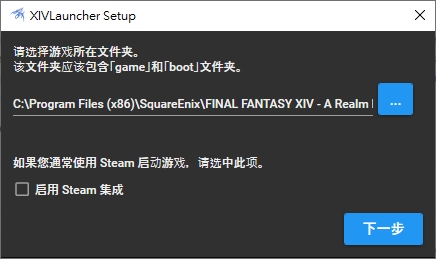 XIVLauncher Setup
请选择游戏所在文件夹。
该文件夹应该包含｢game｣和｢boot｣文件夹。
C:\Program Files (x86)\SquareEnix\FINAL FANTASY XIV - A Realm
...
如果您通常使用 Steam 启动游戏，请选中此项。
启用 Steam 集成
下一步